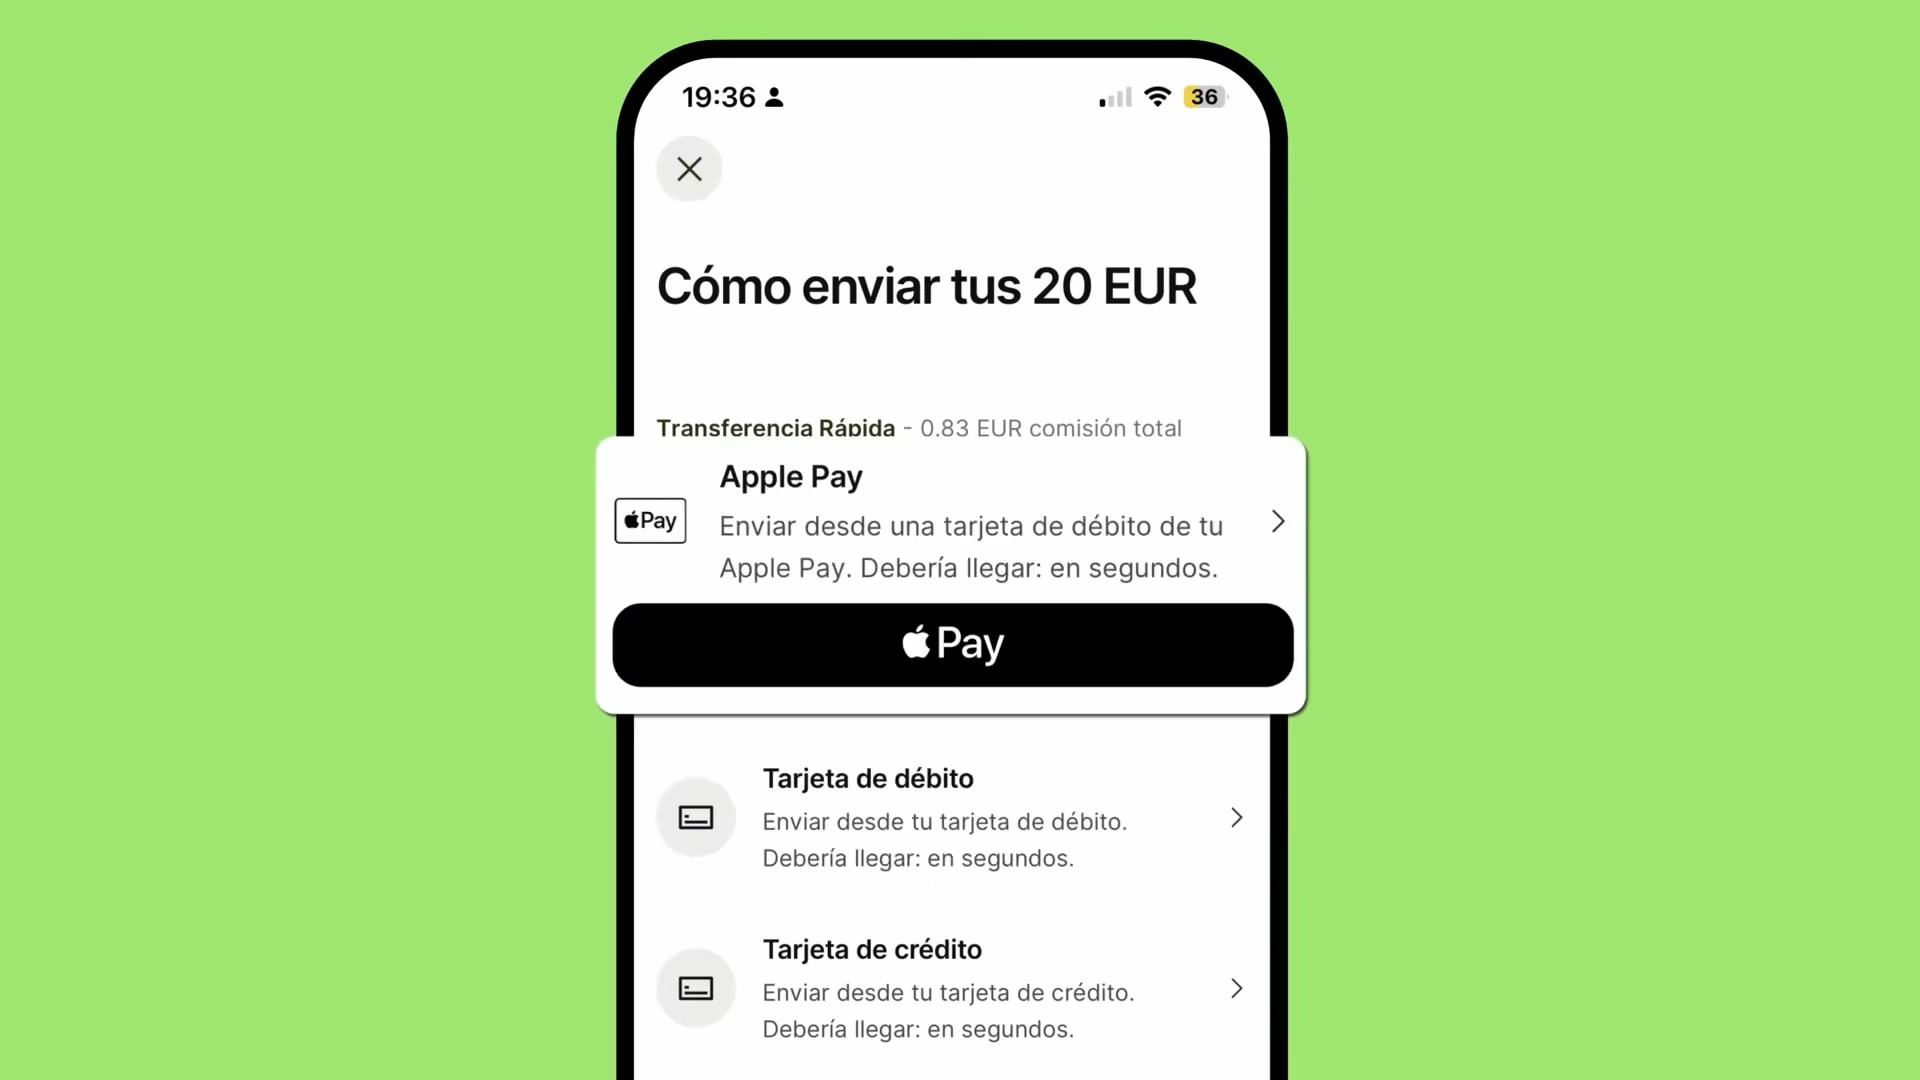 19:36
36
Cómo enviar tus 20 EUR
Transferencia Rápida - 0.83 EUR comisión total
Apple Pay
Pay
Enviar desde una tarjeta de débito de tu
Apple Pay. Debería llegar: en segundos.
Pay
Tarjeta de débito
Enviar desde tu tarjeta de débito.
Debería llegar: en segundos.
Tarjeta de crédito
Enviar desde tu tarjeta de crédito.
Debería llegar: en segundos.